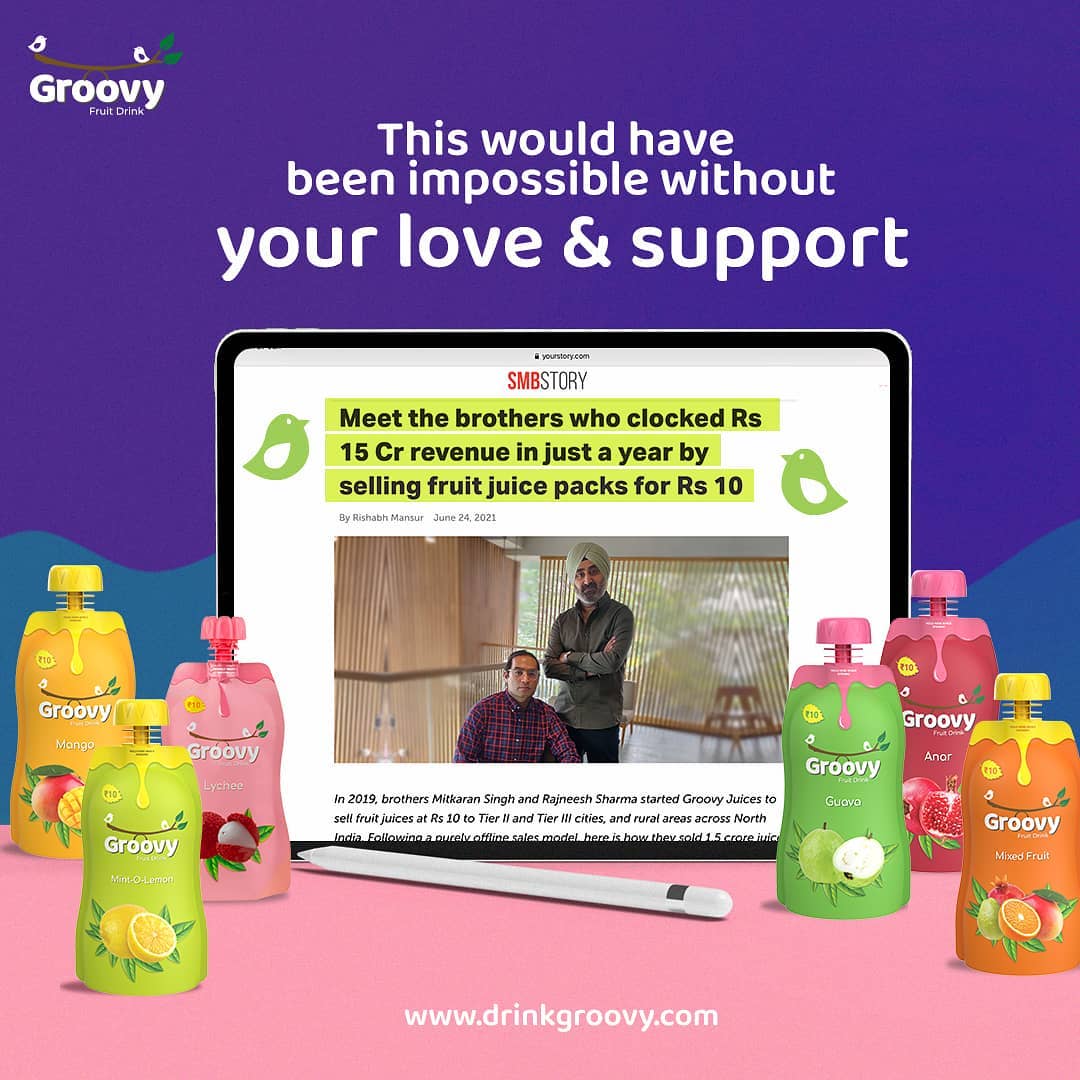 Groovy
Fruit Drink
This would have
been impossible without
your love & support
yourstory.com
SMBSTORY
Meet the brothers who clocked Rs
15 Cr revenue in just a year by
selling fruit juice packs for Rs 10
By Rishabh Mansur June 24, 2021
In 2019, brothers Mitkaran Singh and Rajneesh Sharma started Groovy Juices to
sell fruit juices at Rs 10 to Tier II and Tier III cities, and rural areas across North
India. Following a purely offline sales model, here is how they sold 1.5 crore juice
₹10
Groovy
Fruit Drink
Mango
₹10
Groovy
Lychee
₹10
Groovy
Fruit Drink
Mint-O-Lemon
₹10
Groovy
Fruit Drink
Guava
₹10
Groovy
Fruit Drink
Anar
₹10
Groovy
Fruit Drink
Mixed Fruit
www.drinkgroovy.com